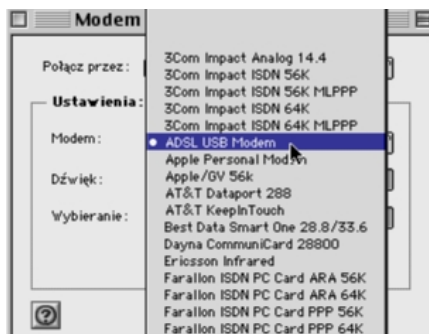 Modem
Połącz przez:
Ustawienia:
Modem:
Dźwięk:
Wybieranie:
3Com Impact Analog 14.4
3Com Impact ISDN 56K
3Com Impact ISDN 56K MLPPP
3Com Impact ISDN 64K
3Com Impact ISDN 64K MLPPP
ADSL USB Modem
Apple Personal Modem
Apple/GV 56k
AT&T Dataport 288
AT&T KeepInTouch
Best Data Smart One 28.8/33.6
Dayna CommuniCard 28800
Ericsson Infrared
Farallon ISDN PC Card ARA 56K
Farallon ISDN PC Card ARA 64K
Farallon ISDN PC Card PPP 56K
Farallon ISDN PC Card PPP 64K
?